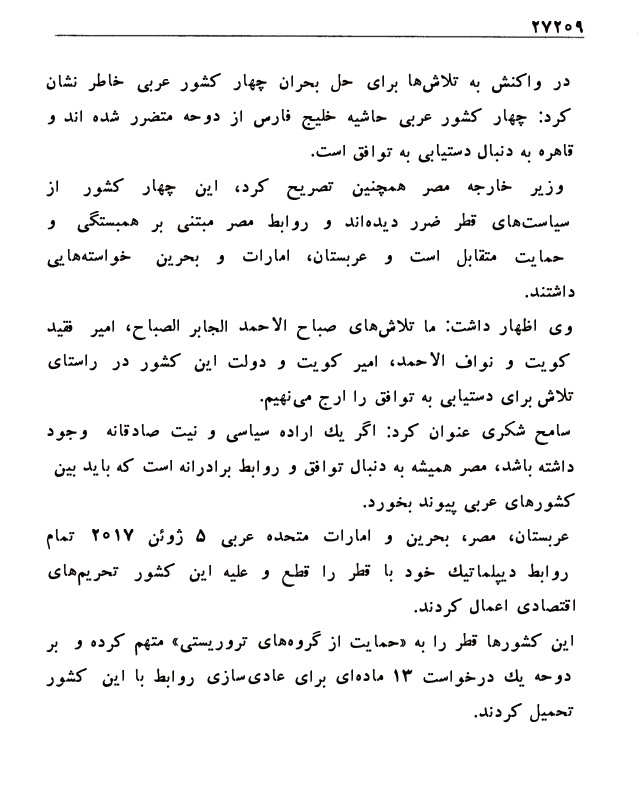 ۲۷۲۰۹
در واکنش به تلاش‌ها برای حل بحران چهار کشور عربی خاطر نشان
کرد: چهار کشور عربی حاشیه خلیج فارس از دوحه متضرر شده اند و
قاهره به دنبال دستیابی به توافق است.
وزیر خارجه مصر همچنین تصریح کرد، این چهار کشور از
سیاست‌های قطر ضرر دیده‌اند و روابط مصر مبتنی بر همبستگی و
حمایت متقابل است و عربستان، امارات و بحرین خواسته‌هایی
داشتند.
وی اظهار داشت: ما تلاش‌های صباح الاحمد الجابر الصباح، امیر فقید
کویت و نواف الاحمد، امیر کویت و دولت این کشور در راستای
تلاش برای دستیابی به توافق را ارج می‌نهیم.
سامح شکری عنوان کرد: اگر یك اراده سیاسی و نیت صادقانه وجود
داشته باشد، مصر همیشه به دنبال توافق و روابط برادرانه است که باید بین
کشورهای عربی پیوند بخورد.
عربستان، مصر، بحرین و امارات متحده عربی ۵ ژوئن ۲۰۱۷ تمام
روابط دیپلماتیك خود با قطر را قطع و علیه این کشور تحریم‌های
اقتصادی اعمال کردند.
این کشورها قطر را به «حمایت از گروه‌های تروریستی» متهم کرده و بر
دوحه یك درخواست ۱۳ ماده‌ای برای عادی‌سازی روابط با این کشور
تحمیل کردند.